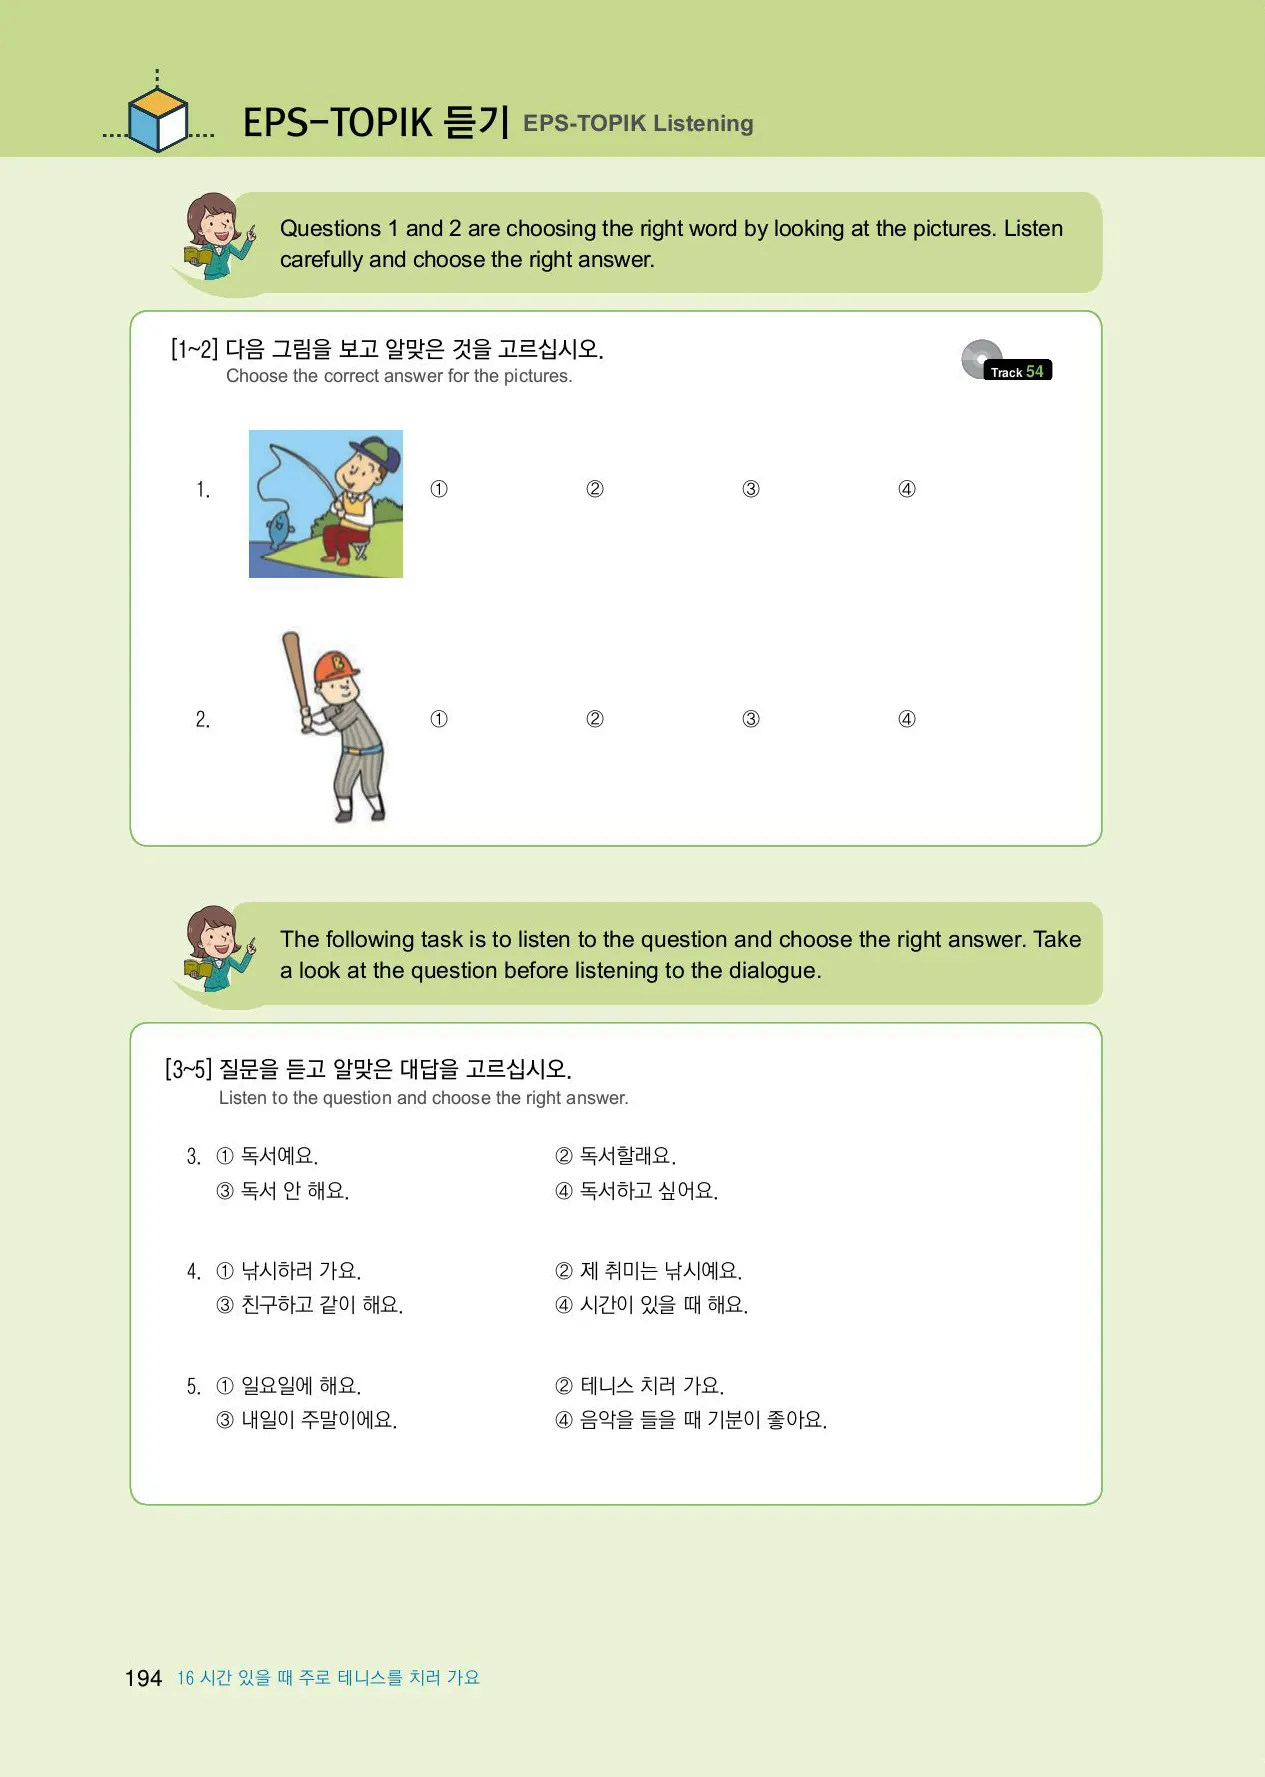 EPS-TOPIK 듣기 EPS-TOPIK Listening
Questions 1 and 2 are choosing the right word by looking at the pictures. Listen
carefully and choose the right answer.
[1~2] 다음 그림을 보고 알맞은 것을 고르십시오.
Choose the correct answer for the pictures.
Track 54
1. ① ② ③ ④
B
2. ① ② ③ ④
The following task is to listen to the question and choose the right answer. Take
a look at the question before listening to the dialogue.
[3~5] 질문을 듣고 알맞은 대답을 고르십시오.
Listen to the question and choose the right answer.
3. ① 독서예요. ② 독서할래요.
③ 독서 안 해요. ④ 독서하고 싶어요.
4. ① 낚시하러 가요. ② 제 취미는 낚시예요.
③ 친구하고 같이 해요. ④ 시간이 있을 때 해요.
5. ① 일요일에 해요. ② 테니스 치러 가요.
③ 내일이 주말이에요. ④ 음악을 들을 때 기분이 좋아요.
194 16 시간 있을 때 주로 테니스를 치러 가요